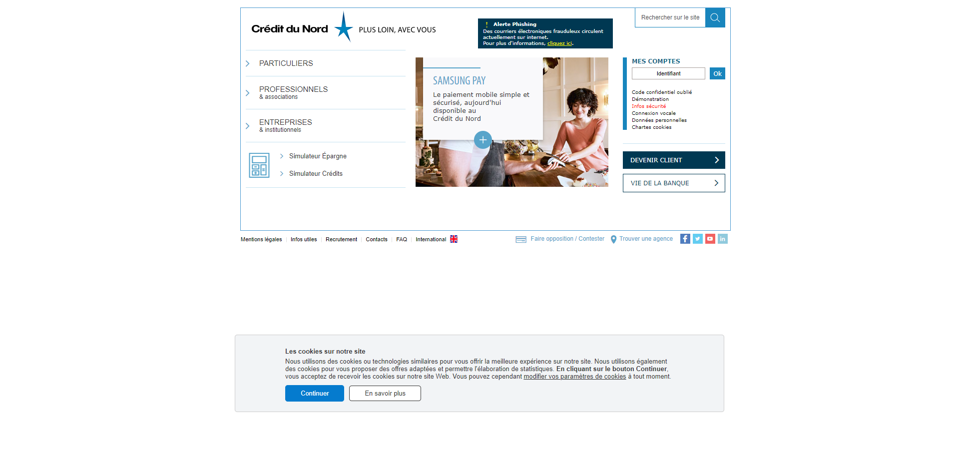 Rechercher sur le site
Crédit du Nord
PLUS LOIN, AVEC VOUS
! Alerte Phishing
Des courriers électroniques frauduleux circulent
actuellement sur internet.
Pour plus d'informations, cliquez ici.
PARTICULIERS
PROFESSIONNELS
& associations
ENTREPRISES
& institutionnels
Simulateur Épargne
Simulateur Crédits
SAMSUNG PAY
Le paiement mobile simple et
sécurisé, aujourd'hui
disponible au
Crédit du Nord
MES COMPTES
Identifiant
Ok
Code confidentiel oublié
Démonstration
Infos sécurité
Connexion vocale
Données personnelles
Chartes cookies
DEVENIR CLIENT
VIE DE LA BANQUE
Mentions légales
Infos utiles
Recrutement
Contacts
FAQ
International
Faire opposition / Contester
Trouver une agence
Les cookies sur notre site
Nous utilisons des cookies ou technologies similaires pour vous offrir la meilleure expérience sur notre site. Nous utilisons également
des cookies pour vous proposer des offres adaptées et permettre l'élaboration de statistiques. En cliquant sur le bouton Continuer,
vous acceptez de recevoir les cookies sur notre site Web. Vous pouvez cependant modifier vos paramètres de cookies à tout moment.
Continuer
En savoir plus